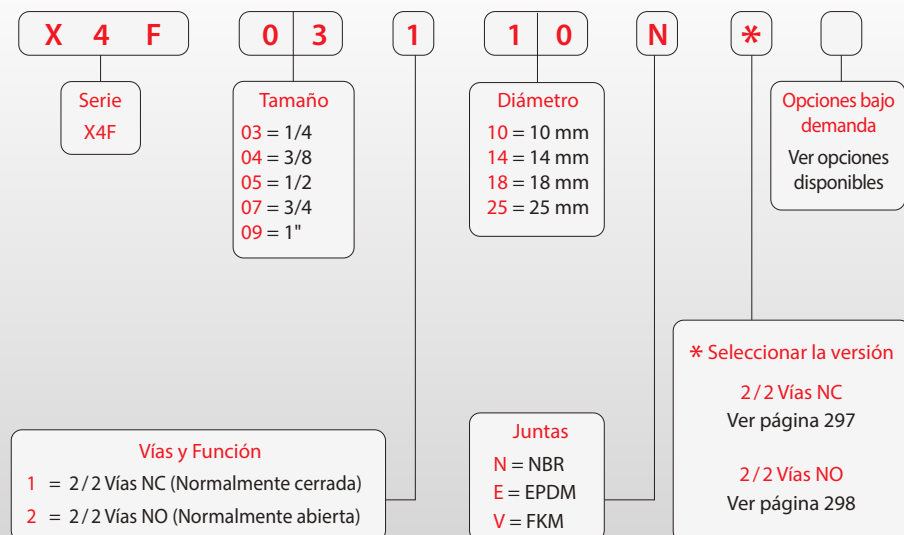 X 4 F 0 3 1 1 0 N *
Serie
X4F
Tamaño
03 = 1/4
04 = 3/8
05 = 1/2
07 = 3/4
09 = 1"
Diámetro
10 = 10 mm
14 = 14 mm
18 = 18 mm
25 = 25 mm
Opciones bajo
demanda
Ver opciones
disponibles
Vías y Función
1 = 2/2 Vías NC (Normalmente cerrada)
2 = 2/2 Vías NO (Normalmente abierta)
Juntas
N = NBR
E = EPDM
V = FKM
* Seleccionar la versión
2/2 Vías NC
Ver página 297
2/2 Vías NO
Ver página 298